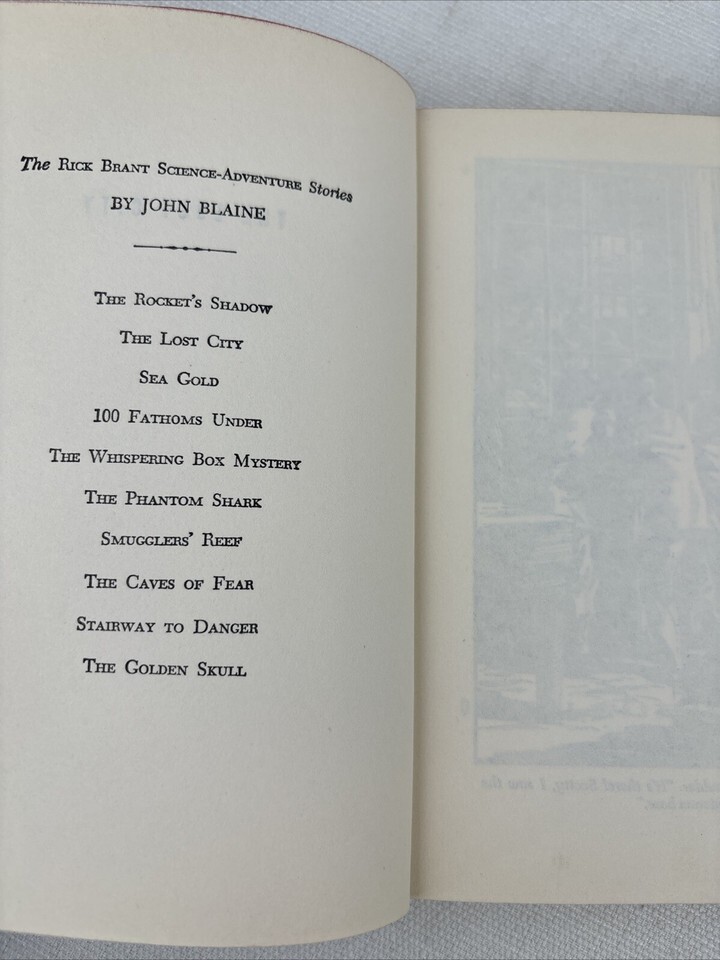 The Rick Brant Science-Adventure Stories
BY JOHN BLAINE
The Rocket's Shadow
The Lost City
Sea Gold
100 Fathoms Under
The Whispering Box Mystery
The Phantom Shark
Smugglers' Reef
The Caves of Fear
Stairway to Danger
The Golden Skull